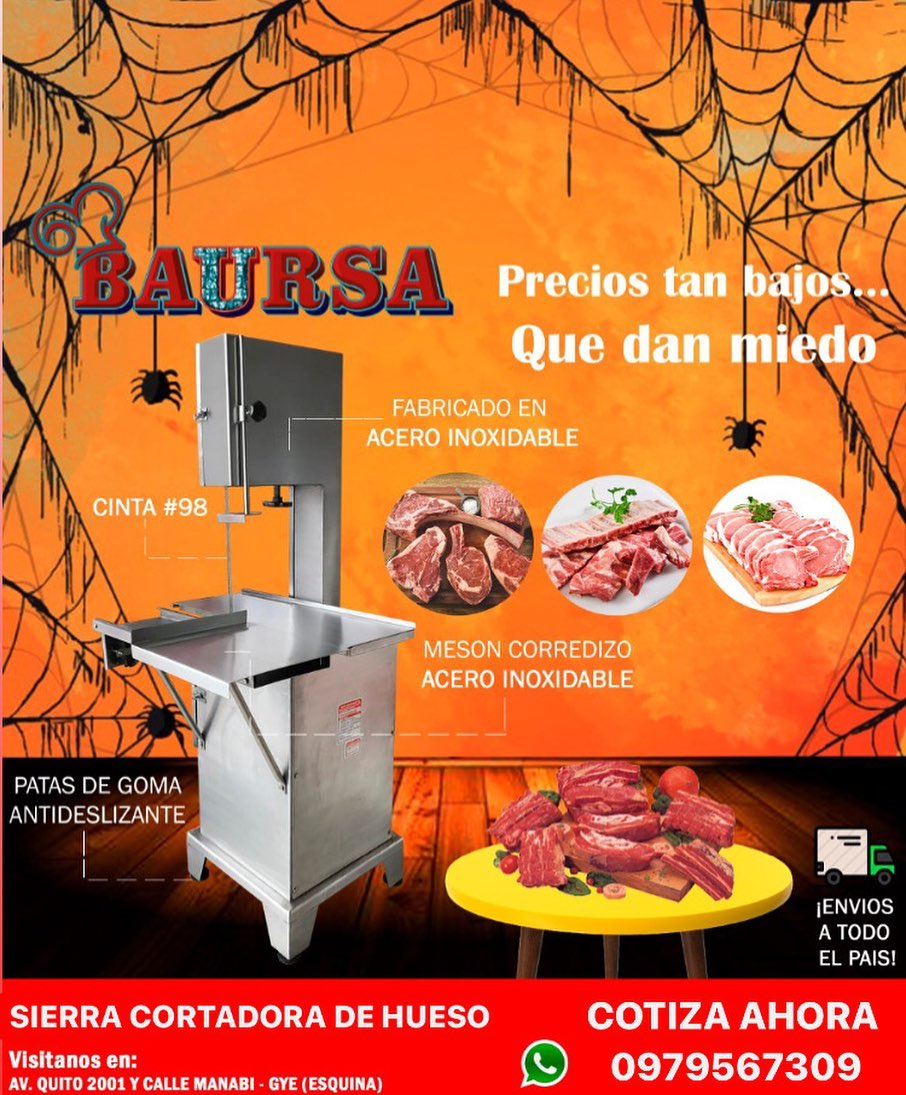 BAURSA
Precios tan bajos...
Que dan miedo
FABRICADO EN
ACERO INOXIDABLE
CINTA #98
MESON CORREDIZO
ACERO INOXIDABLE
PATAS DE GOMA
ANTIDESLIZANTE
¡ENVIOS
A TODO
EL PAIS!
SIERRA CORTADORA DE HUESO
Visitanos en:
AV. QUITO 2001 Y CALLE MANABI - GYE (ESQUINA)
COTIZA AHORA
0979567309